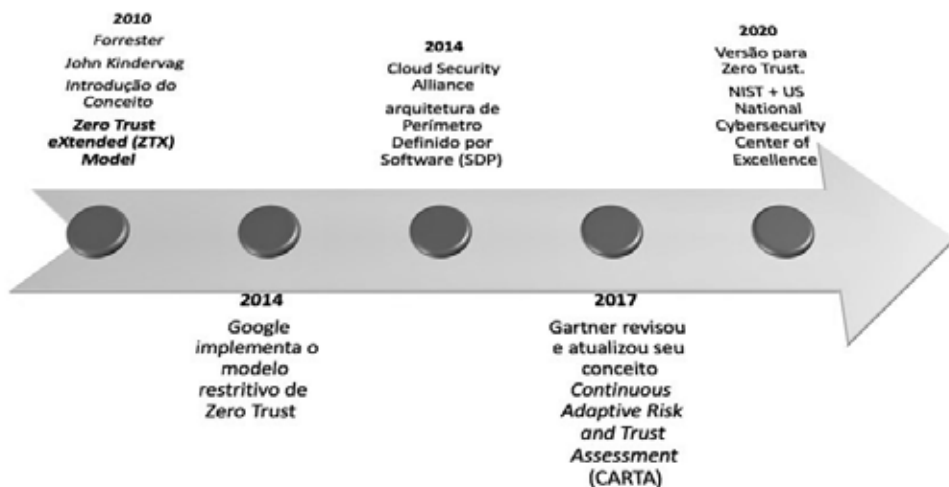 2010
Forrester
John Kindervag
Introdução do
Conceito
Zero Trust
eXtended (ZTX)
Model
2014
Google
implementa o
modelo
restritivo de
Zero Trust
2014
Cloud Security
Alliance
arquitetura de
Perímetro
Definido por
Software (SDP)
2017
Gartner revisou
e atualizou seu
conceito
Continuous
Adaptive Risk
and Trust
Assessment
(CARTA)
2020
Versão para
Zero Trust.
NIST + US
National
Cybersecurity
Center of
Excellence